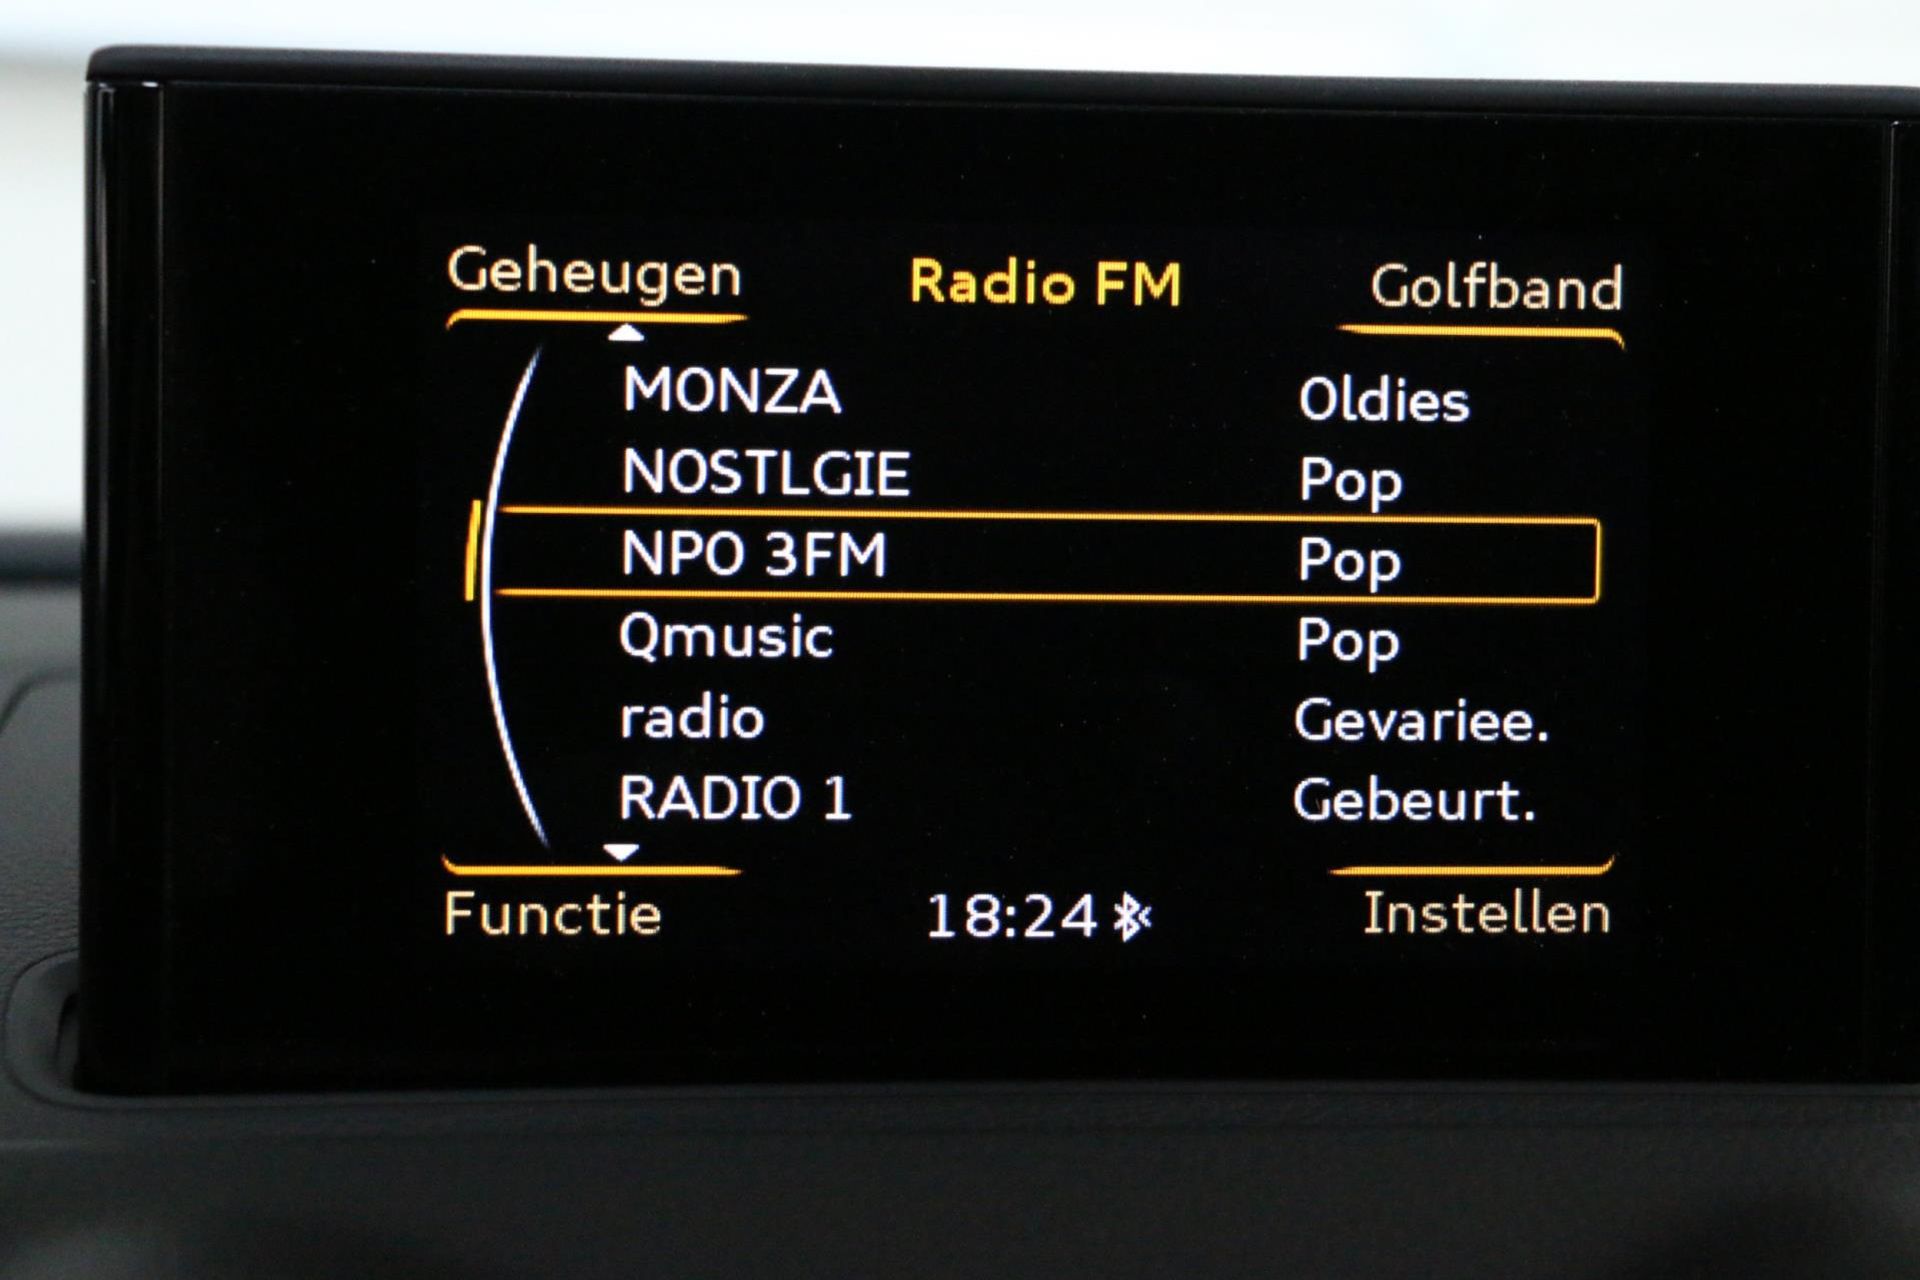 Geheugen Radio FM Golfband
MONZA Oldies
NOSTLGIE Pop
NPO 3FM Pop
Qmusic Pop
radio Gevariee.
RADIO 1 Gebeurt.
Functie 18:24 Instellen